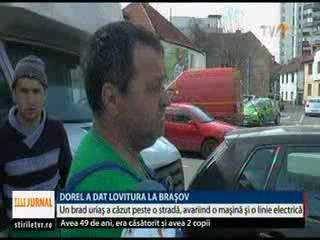 TVR
TELE JURNAL
DOREL A DAT LOVITURA LA BRAȘOV
Un brad uriaș a căzut peste o stradă, avariind o mașină și o linie electrică
stiriletvr.ro
Avea 49 de ani, era căsătorit și avea 2 copii